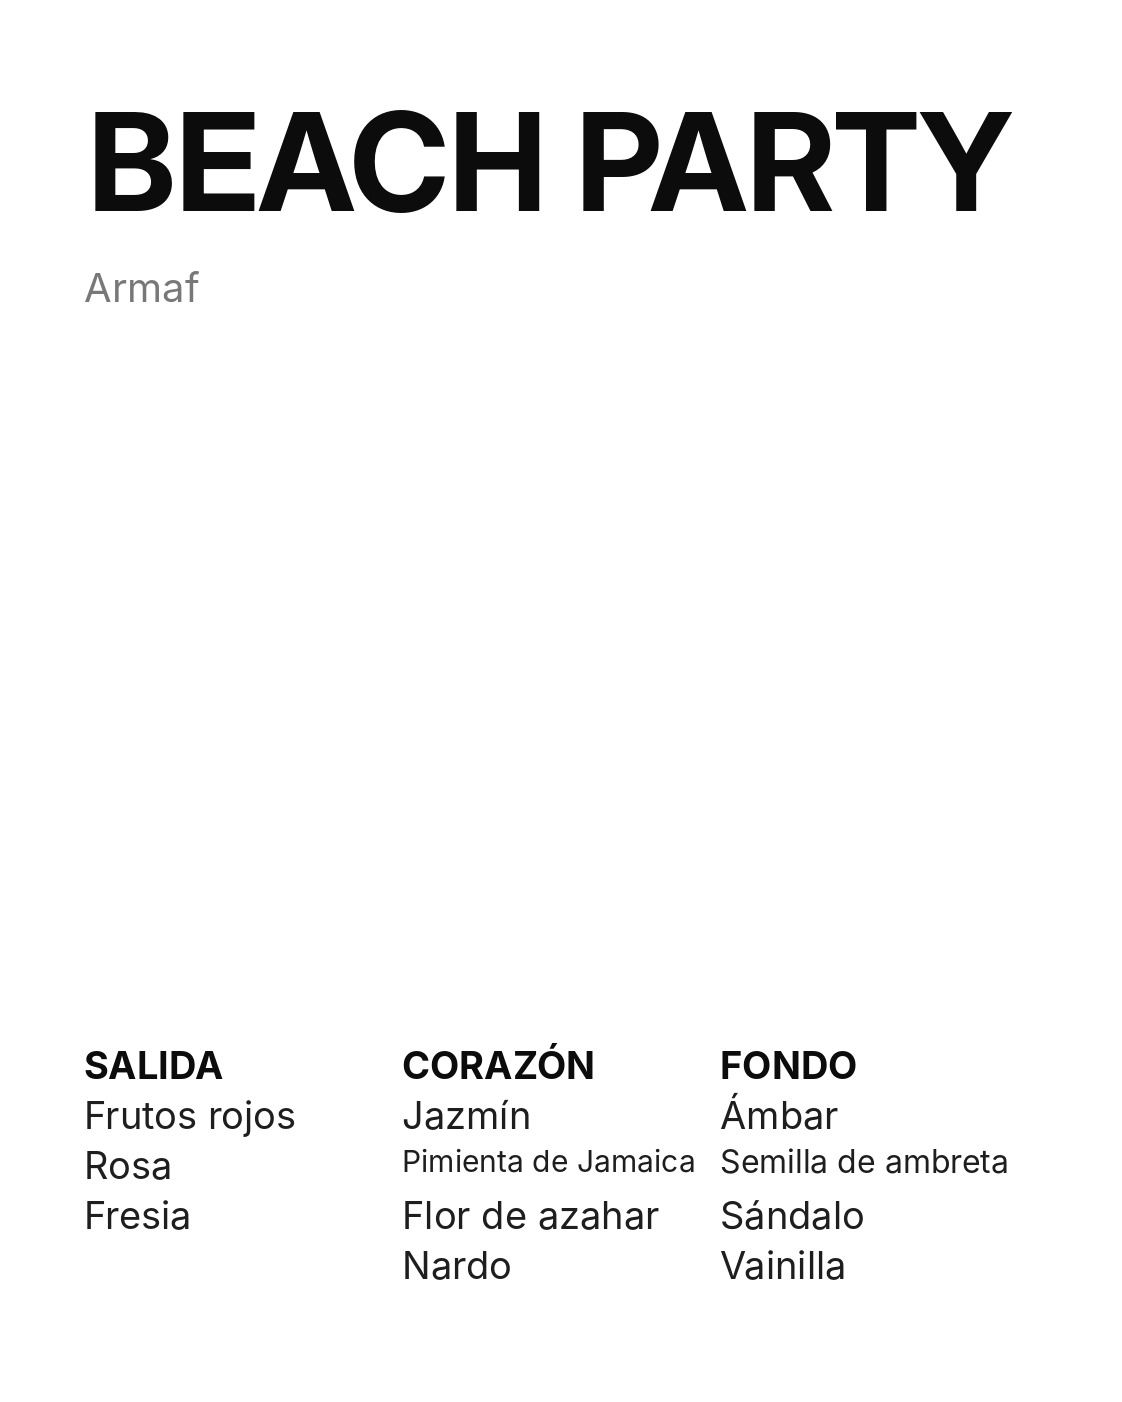 BEACH PARTY
Armaf
SALIDA
Frutos rojos
Rosa
Fresia
CORAZÓN
Jazmín
Pimienta de Jamaica
Flor de azahar
Nardo
FONDO
Ámbar
Semilla de ambreta
Sándalo
Vainilla